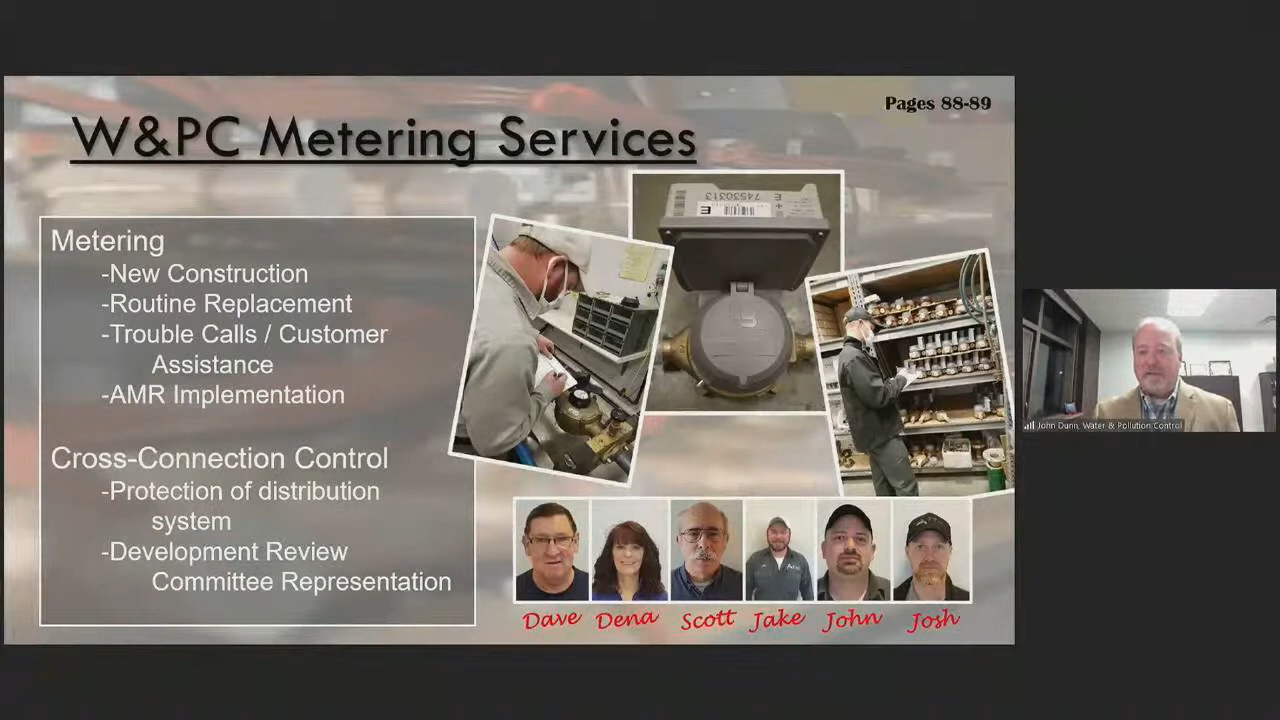 Pages 88-89
W&PC Metering Services
Metering
-New Construction
-Routine Replacement
-Trouble Calls / Customer
Assistance
-AMR Implementation
Cross-Connection Control
-Protection of distribution
system
-Development Review
Committee Representation
74530313
E
Dave Dena Scott Jake John Josh
John Dunn, Water & Pollution Control